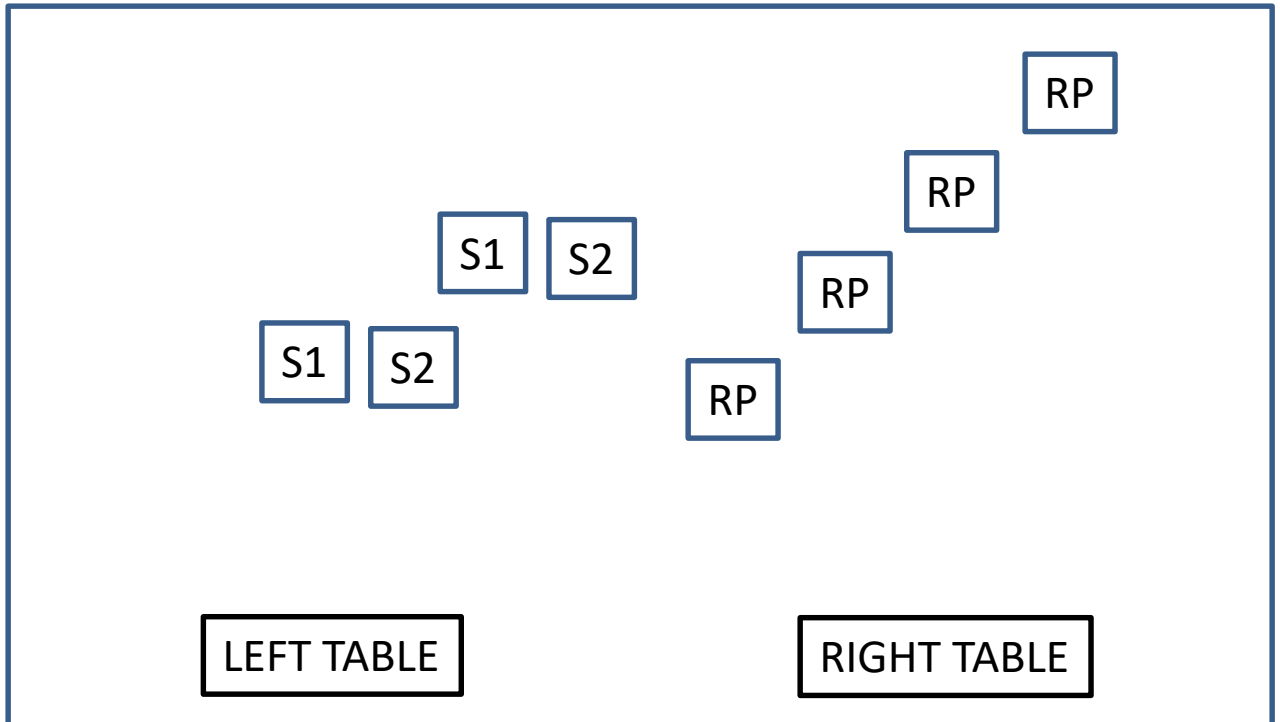 RP
RP
S1 S2
RP
S1 S2
RP
LEFT TABLE
RIGHT TABLE